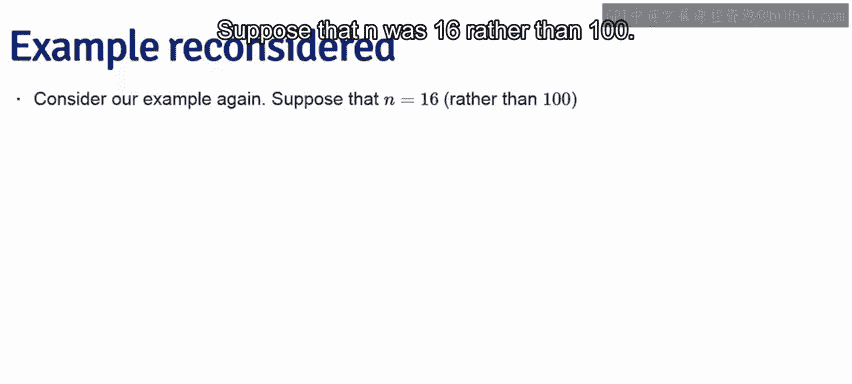 Suppose that n was 16 rather than 100.
Example reconsidered
· Consider our example again. Suppose that n = 16 (rather than 100)